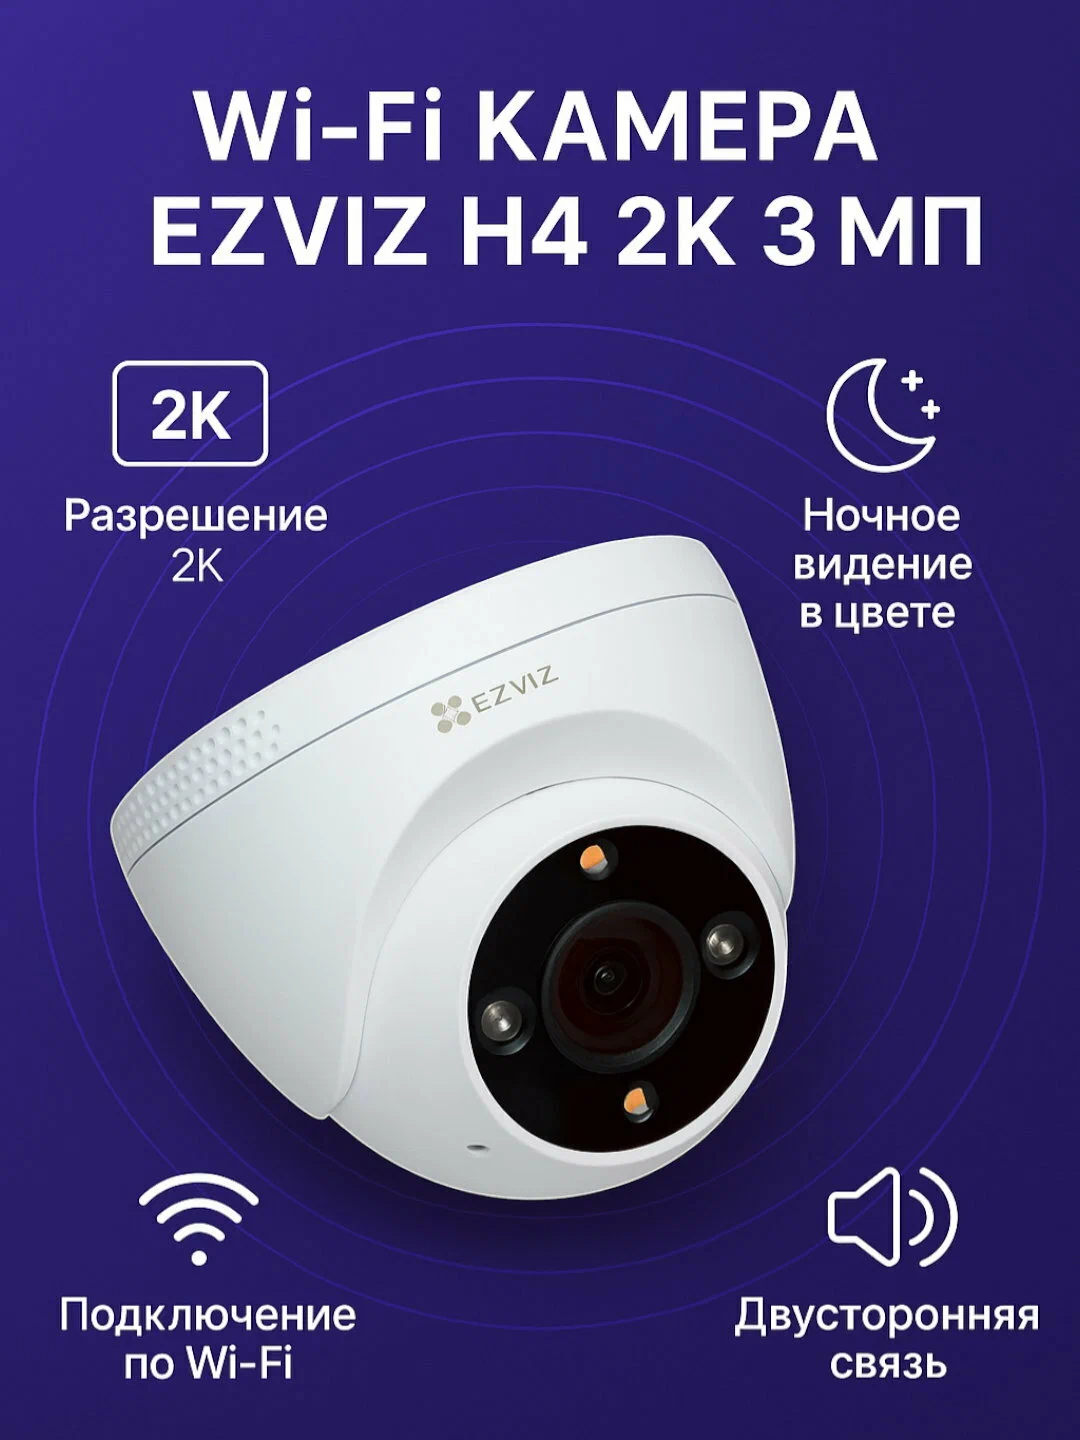 Wi-Fi КАМЕРА
EZVIZ H4 2K 3 МП
2K
Разрешение
2K
Ночное
видение
в цвете
EZVIZ
Подключение
по Wi-Fi
Двусторонняя
связь